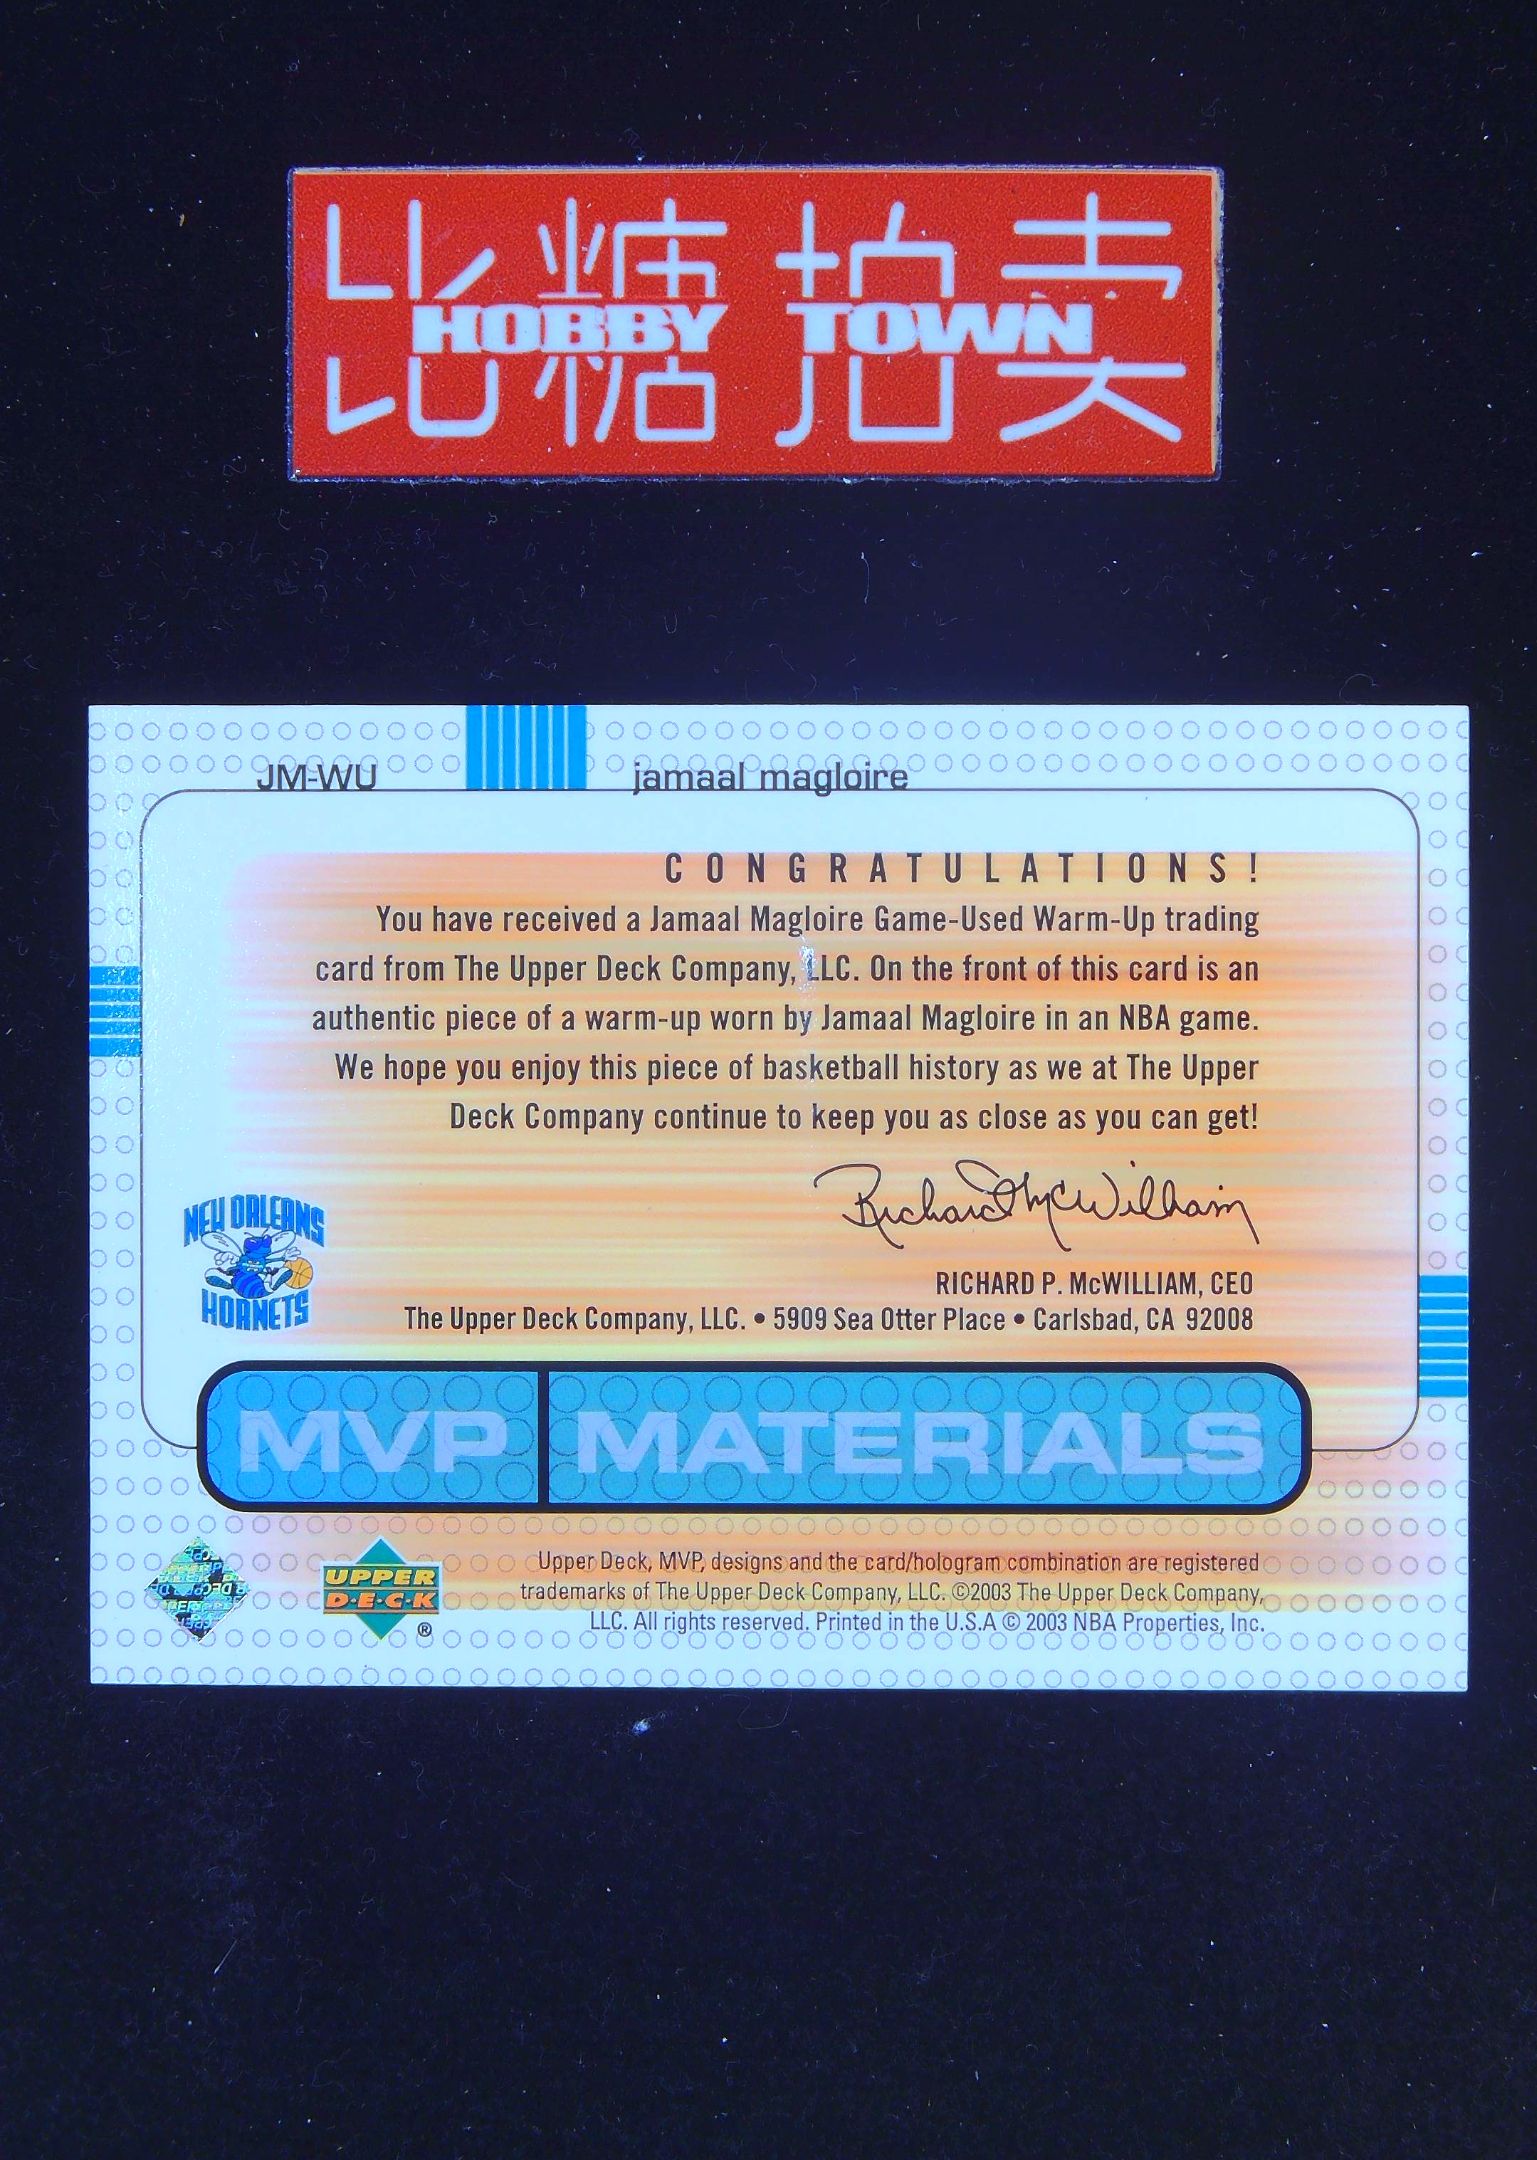 比糖拍卖
HOBBY TOWN
JM-WU
jamaal magloire
CONGRATULATIONS!
You have received a Jamaal Magloire Game-Used Warm-Up trading
card from The Upper Deck Company, LLC. On the front of this card is an
authentic piece of a warm-up worn by Jamaal Magloire in an NBA game.
We hope you enjoy this piece of basketball history as we at The Upper
Deck Company continue to keep you as close as you can get!
Richard McWilliam
RICHARD P. McWILLIAM, CEO
The Upper Deck Company, LLC. • 5909 Sea Otter Place • Carlsbad, CA 92008
NEW ORLEANS
HORNETS
MVP MATERIALS
UPPER
D·E·C·K
®
Upper Deck, MVP, designs and the card/hologram combination are registered
trademarks of The Upper Deck Company, LLC. ©2003 The Upper Deck Company,
LLC. All rights reserved. Printed in the U.S.A © 2003 NBA Properties, Inc.